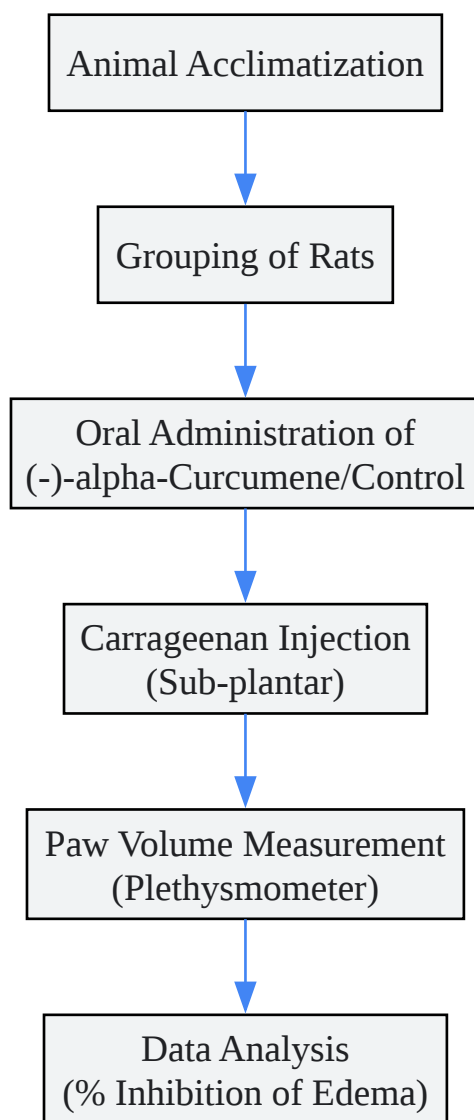 Animal Acclimatization
Grouping of Rats
Oral Administration of
(-)-alpha-Curcumene/Control
Carrageenan Injection
(Sub-plantar)
Paw Volume Measurement
(Plethysmometer)
Data Analysis
(% Inhibition of Edema)